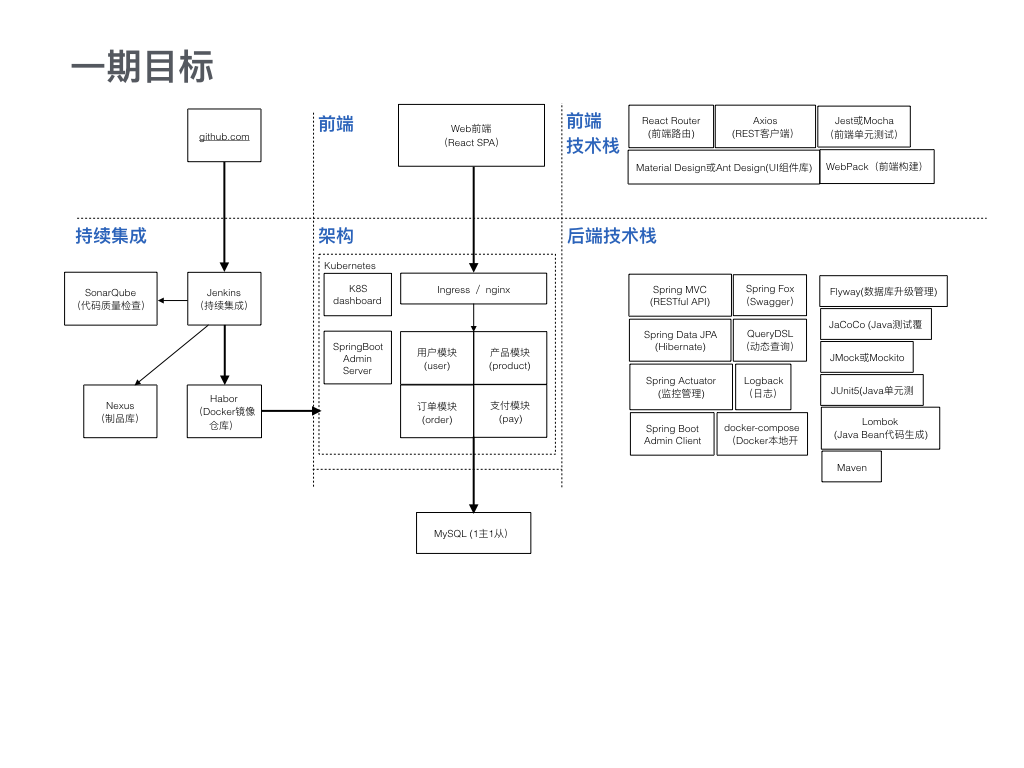 一期目标
github.com
前端
Web前端
（React SPA）
前端
技术栈
React Router
(前端路由)
Axios
(REST客户端）
Jest或Mocha
（前端单元测试）
Material Design或Ant Design(UI组件库)
WebPack（前端构建）
持续集成
架构
后端技术栈
SonarQube
（代码质量检查）
Jenkins
（持续集成）
Nexus
（制品库）
Habor
（Docker镜像
仓库）
Kubernetes
K8S
dashboard
Ingress / nginx
SpringBoot
Admin
Server
用户模块
(user)
产品模块
(product)
订单模块
(order)
支付模块
(pay)
MySQL (1主1从）
Spring MVC
(RESTful API)
Spring Fox
(Swagger）
Spring Data JPA
(Hibernate)
QueryDSL
（动态查询）
Spring Actuator
（监控管理）
Logback
（日志）
Spring Boot
Admin Client
docker-compose
（Docker本地开
Flyway(数据库升级管理)
JaCoCo (Java测试覆
JMock或Mockito
JUnit5(Java单元测
Lombok
(Java Bean代码生成)
Maven